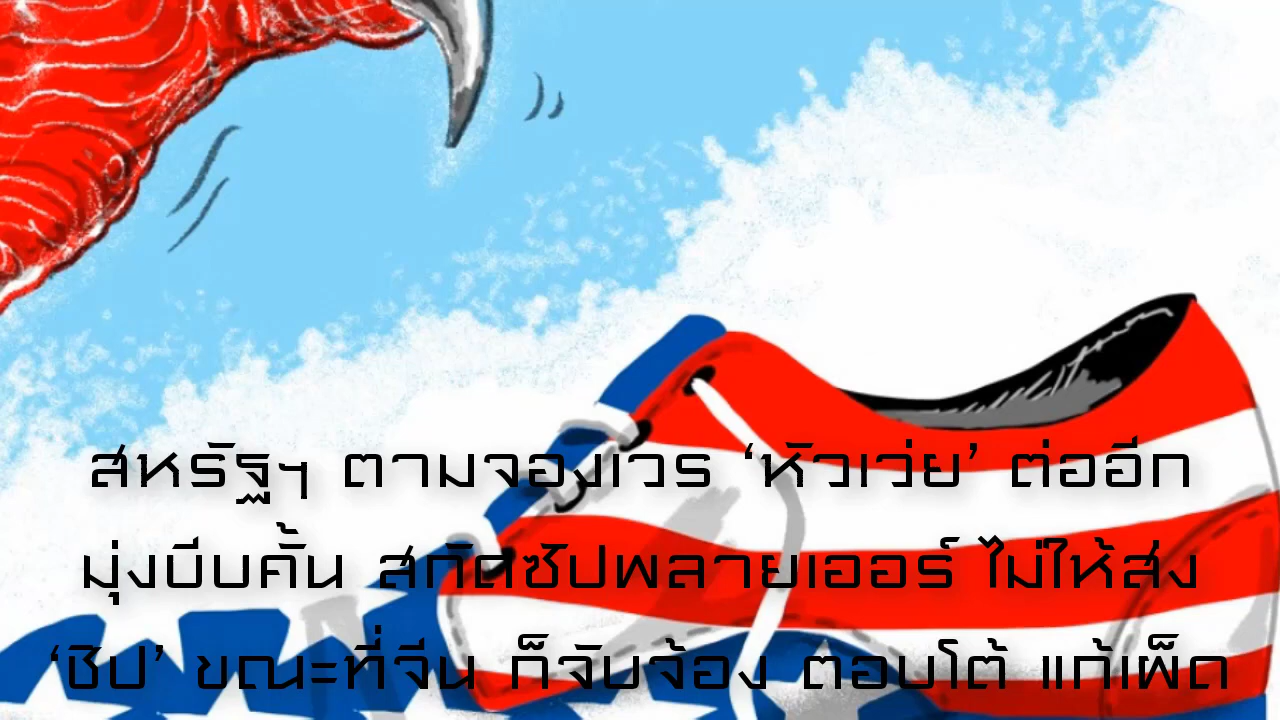 สหรัฐฯ ตามจองเวร ‘หัวเว่ย’ ต่ออีก
มุ่งบีบคั้น สกัดซัปพลายเออร์ ไม่ให้ส่ง
‘ชิป’ ขณะที่จีน ก็จับจ้อง ตอบโต้ แก้เผ็ด